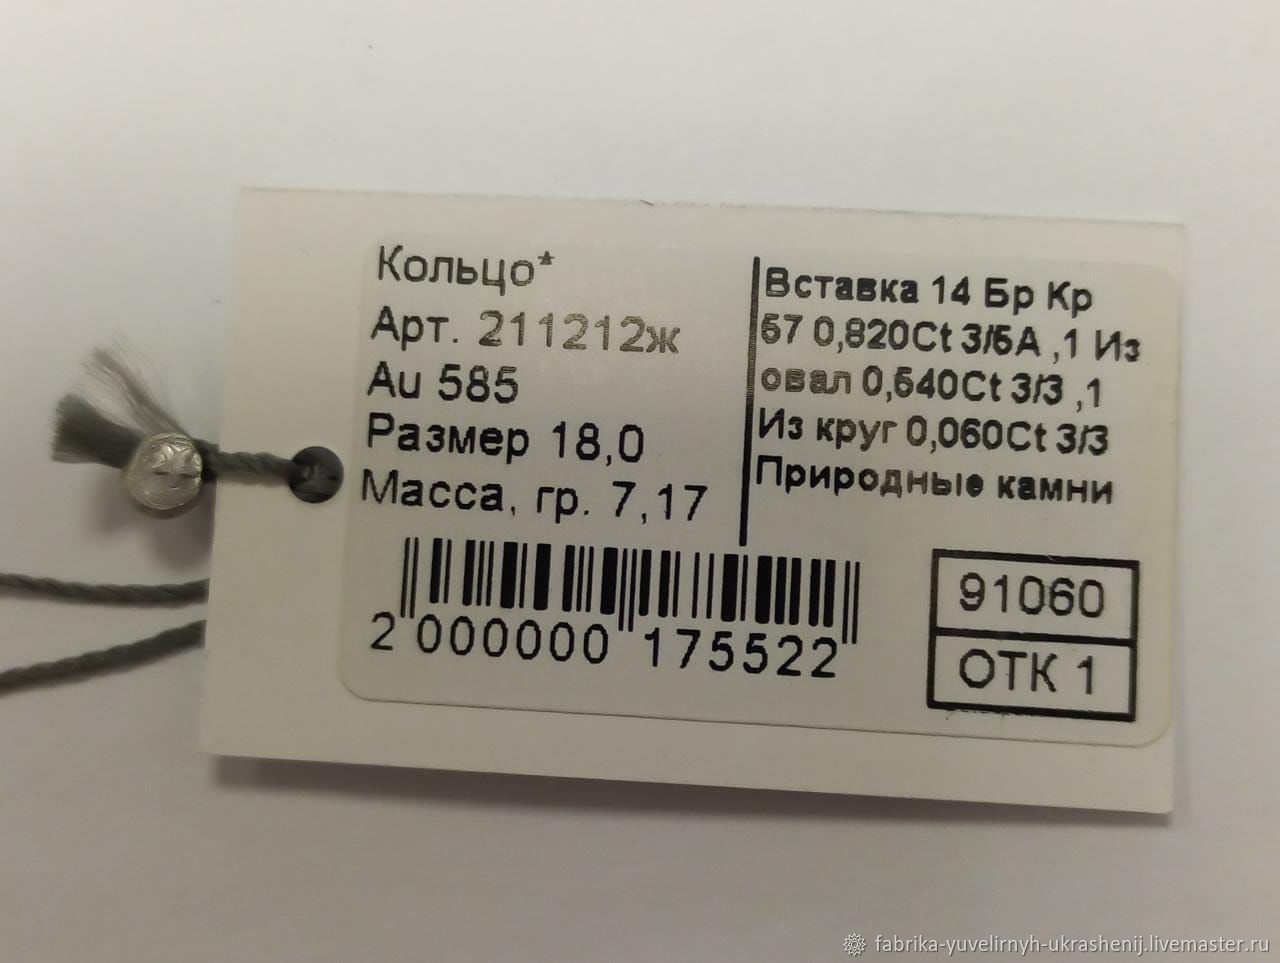 Кольцо*
Арт. 211212ж
Au 585
Размер 18,0
Масса, гр. 7,17
Вставка 14 Бр Кр
57 0,820Ct 3/5А ,1 Из
овал 0,540Ct 3/3 ,1
Из круг 0,060Ct 3/3
Природные камни
2 000000 175522
91060
ОТК 1
fabrika-yuvelirnyh-ukrashenij.livemaster.ru